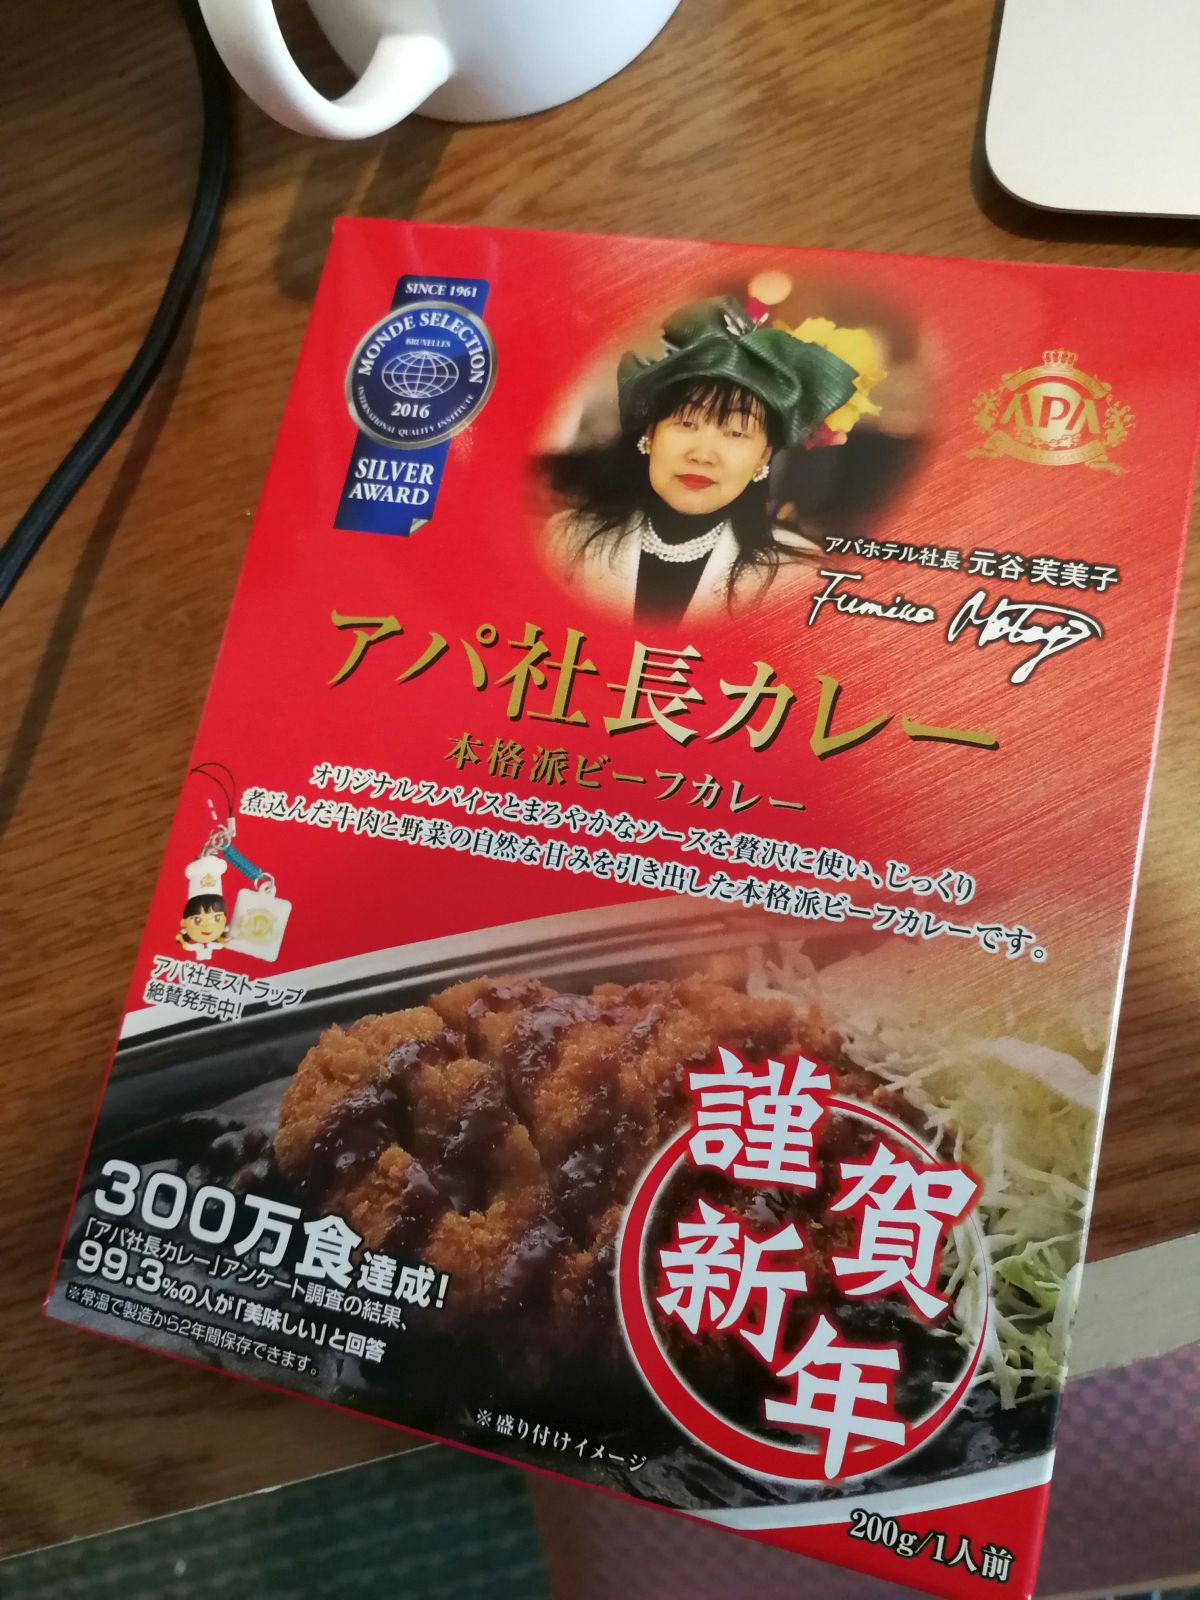 SINCE 1961
MONDE SELECTION
BRUXELLES
2016
INTERNATIONAL QUALITY INSTITUTE
SILVER
AWARD
APA
アパホテル社長 元谷 芙美子
Fumiko Motoya
アパ社長カレー
本格派ビーフカレー
オリジナルスパイスとまろやかなソースを贅沢に使い、じっくり
煮込んだ牛肉と野菜の自然な甘みを引き出した本格派ビーフカレーです。
APA
アパ社長ストラップ
絶賛発売中!
謹賀
新年
300万食達成!
「アパ社長カレー」アンケート調査の結果、
99.3%の人が「美味しい」と回答
※常温で製造から2年間保存できます。
※盛り付けイメージ
200g/1人前